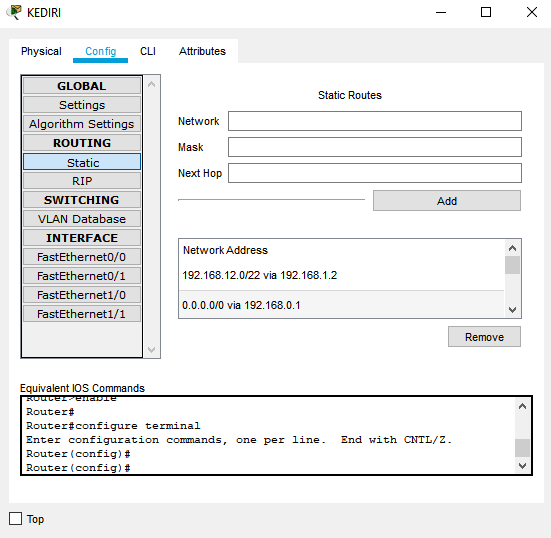 KEDIRI
Physical Config CLI Attributes
GLOBAL
Settings
Algorithm Settings
ROUTING
Static
RIP
SWITCHING
VLAN Database
INTERFACE
FastEthernet0/0
FastEthernet0/1
FastEthernet1/0
FastEthernet1/1
Static Routes
Network
Mask
Next Hop
Add
Network Address
192.168.12.0/22 via 192.168.1.2
0.0.0.0/0 via 192.168.0.1
Remove
Equivalent IOS Commands
Router>enable
Router#
Router#configure terminal
Enter configuration commands, one per line.  End with CNTL/Z.
Router(config)#
Router(config)#
Top